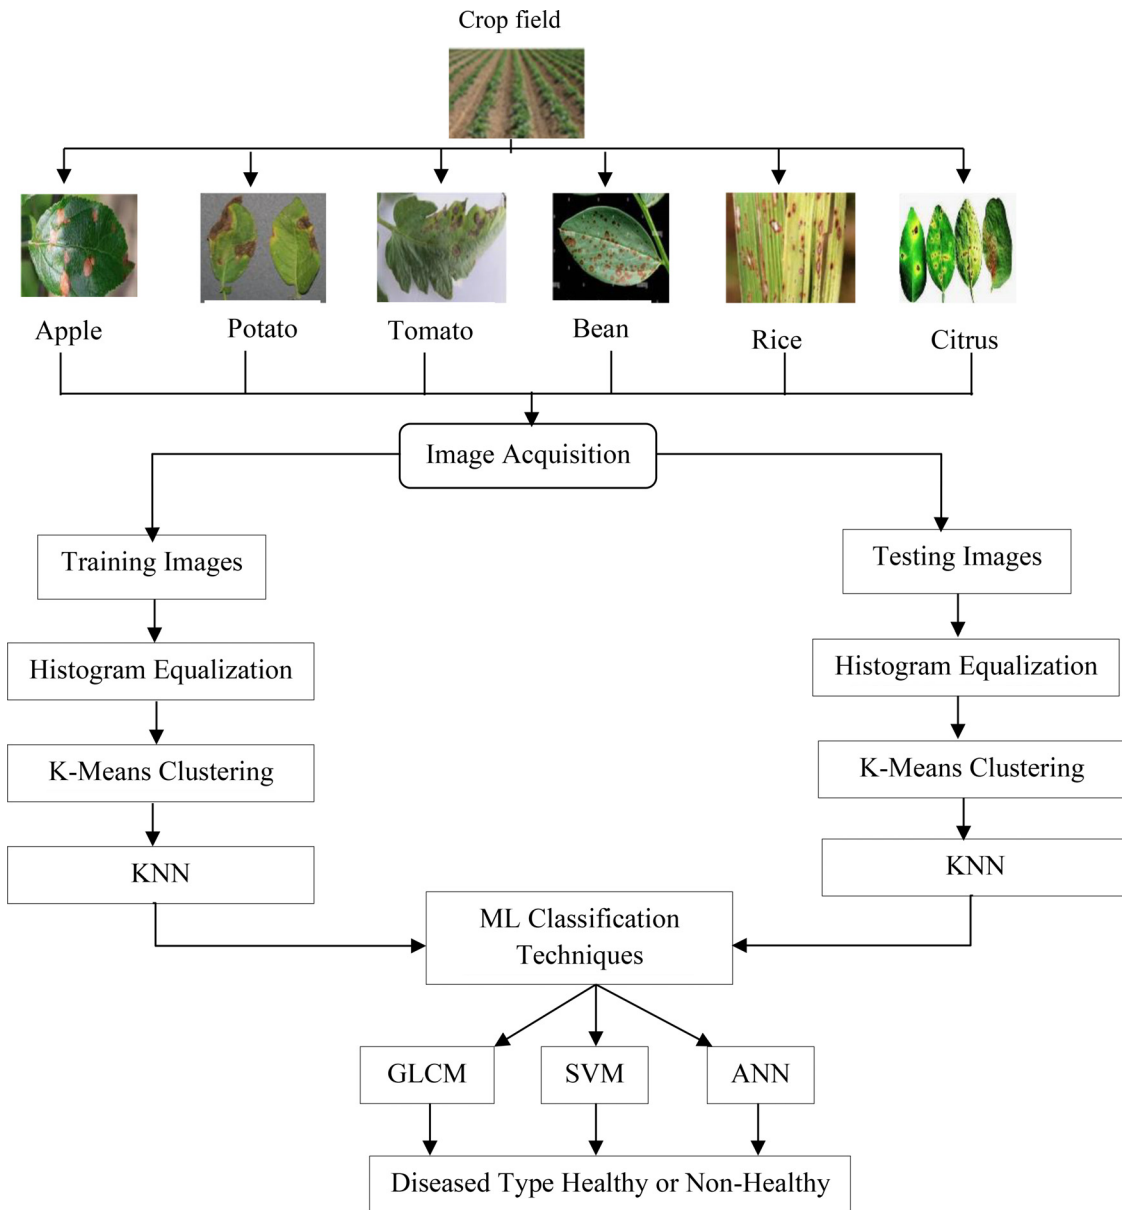 Crop field
Apple
Potato
Tomato
Bean
Rice
Citrus
Image Acquisition
Training Images
Testing Images
Histogram Equalization
Histogram Equalization
K-Means Clustering
K-Means Clustering
KNN
KNN
ML Classification
Techniques
GLCM
SVM
ANN
Diseased Type Healthy or Non-Healthy